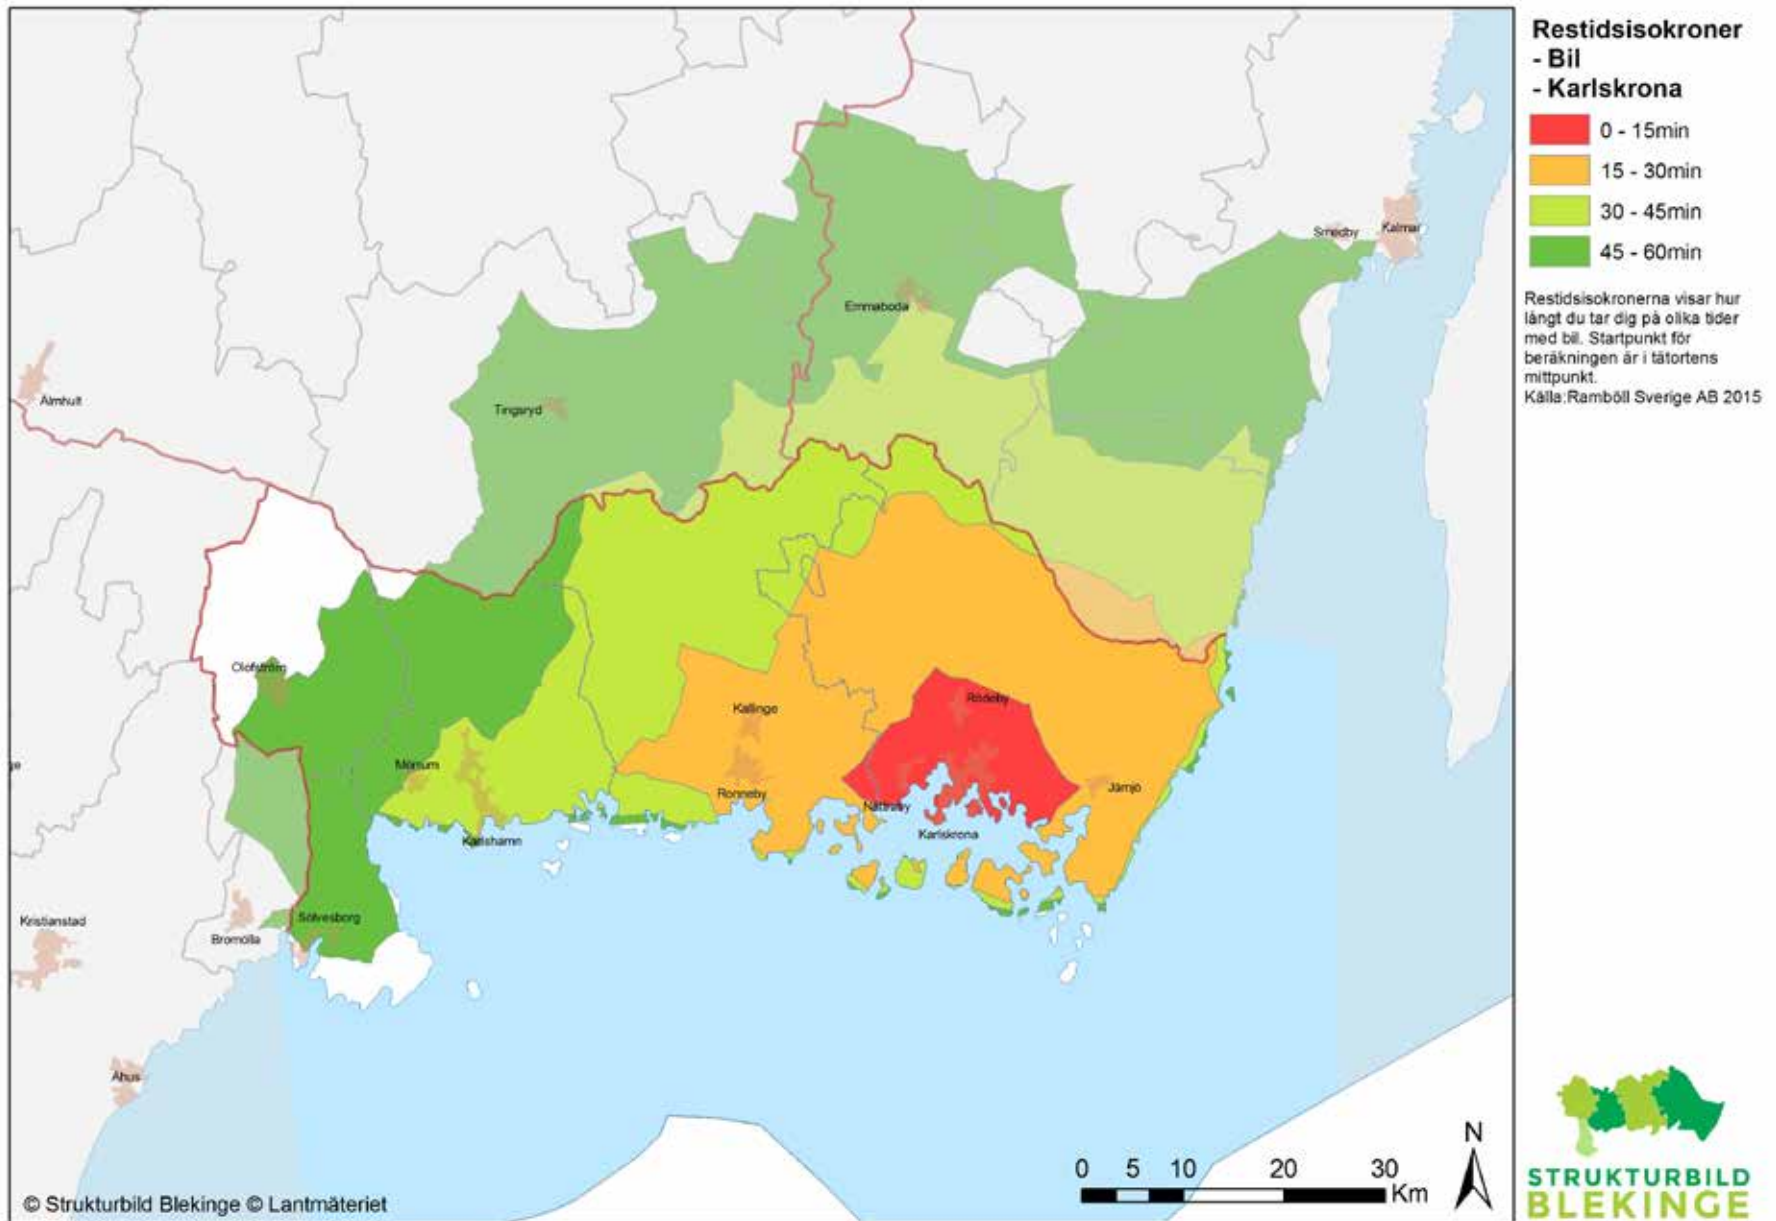 Restidsisokroner
- Bil
- Karlskrona
0 - 15min
15 - 30min
30 - 45min
45 - 60min
Restidsisokronerna visar hur
långt du tar dig på olika tider
med bil. Startpunkt för
beräkningen är i tätortens
mittpunkt.
Källa:Ramböll Sverige AB 2015
Smedby
Kalmar
Emmaboda
Älmhult
Tingsryd
Olofström
Rödeby
Kallinge
Mörrum
Ronneby
Jämjö
Nättraby
Karlskrona
Karlshamn
Kristianstad
Sölvesborg
Bromölla
Åhus
N
0 5 10 20 30
Km
© Strukturbild Blekinge © Lantmäteriet
STRUKTURBILD
BLEKINGE